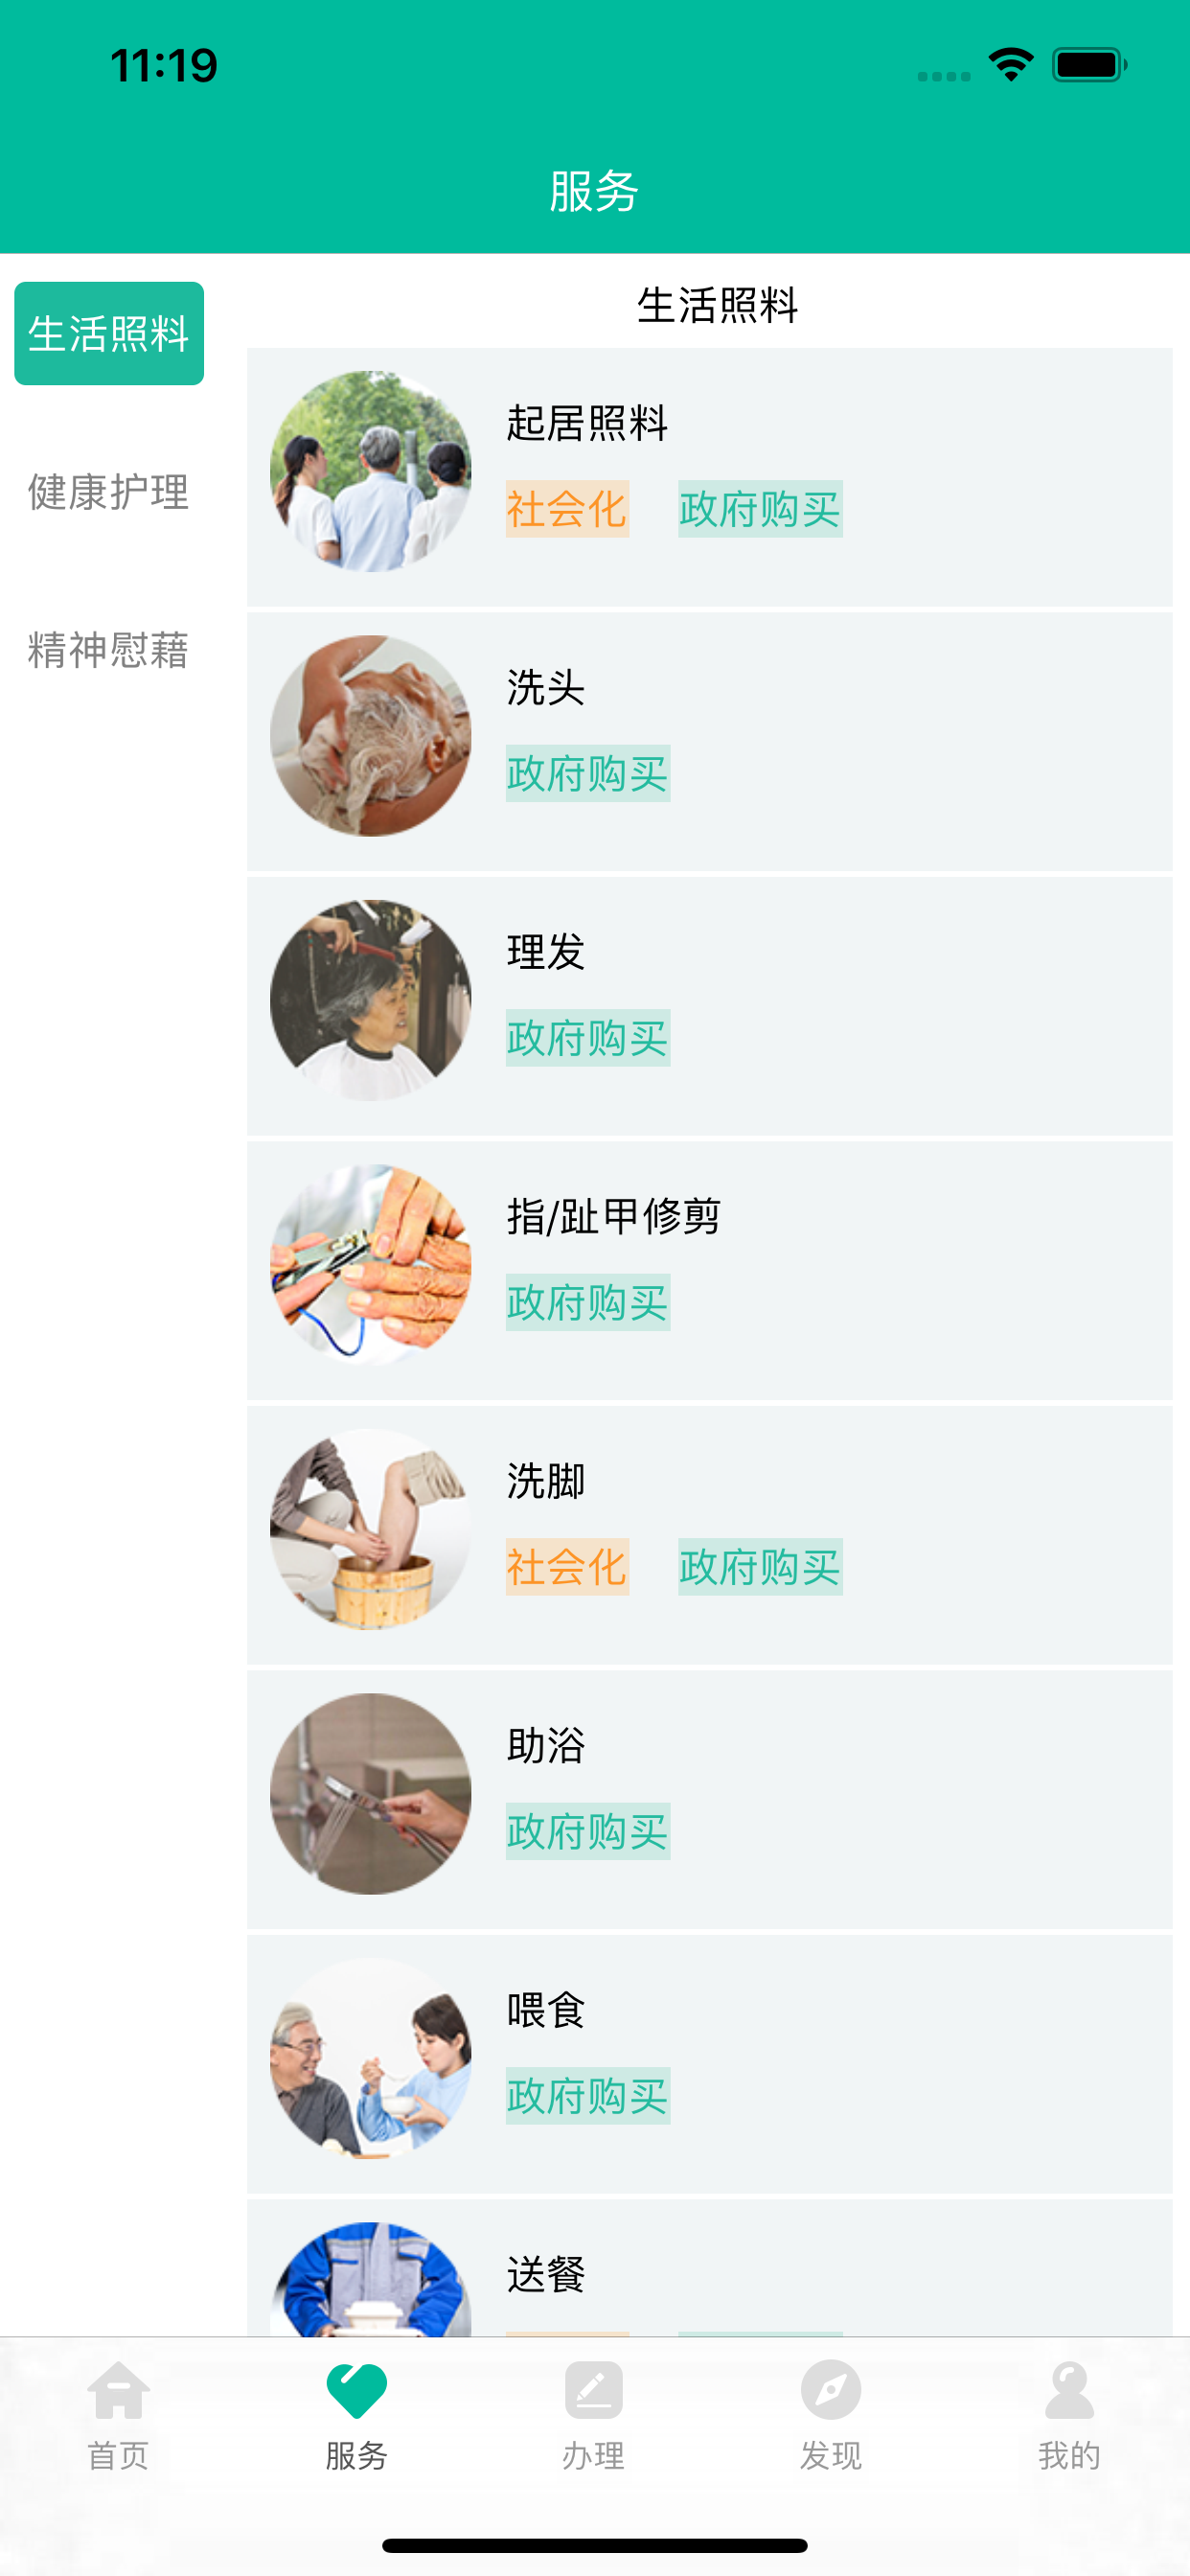 11:19
服务
生活照料
健康护理
精神慰藉
生活照料
起居照料
社会化 政府购买
洗头
政府购买
理发
政府购买
指/趾甲修剪
政府购买
洗脚
社会化 政府购买
助浴
政府购买
喂食
政府购买
送餐
首页 服务 办理 发现 我的